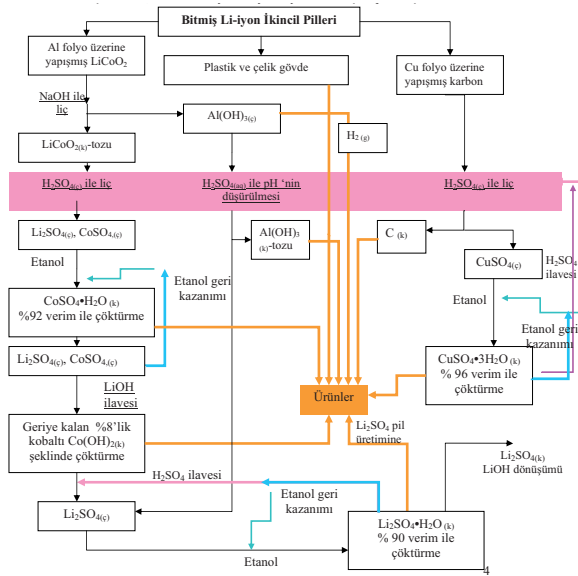 Bitmiş Li-iyon İkincil Pilleri
Al folyo üzerine
yapışmış LiCoO2
Plastik ve çelik gövde
Cu folyo üzerine
yapışmış karbon
NaOH ile
liç
Al(OH)3(ç)
H2 (g)
LiCoO2(k)-tozu
H2SO4(ç) ile liç
H2SO4(aq) ile pH 'nin
düşürülmesi
H2SO4(ç) ile liç
Li2SO4(ç), CoSO4,(ç)
Al(OH)3
(k)-tozu
C (k)
CuSO4(ç)
H2SO4
ilavesi
Etanol
Etanol geri
kazanımı
Etanol
Etanol geri
kazanımı
CoSO4•H2O (k)
%92 verim ile
çöktürme
Li2SO4(ç), CoSO4,(ç)
CuSO4•3H2O (k)
% 96 verim ile
çöktürme
LiOH
ilavesi
Ürünler
Geriye kalan %8'lik
kobaltı Co(OH)2(k)
şeklinde çöktürme
Li2SO4 pil
üretimine
Li2SO4(k)
LiOH dönüşümü
H2SO4 ilavesi
Etanol geri
kazanımı
Li2SO4(ç)
Li2SO4•H2O (k)
% 90 verim ile
çöktürme
Etanol
4